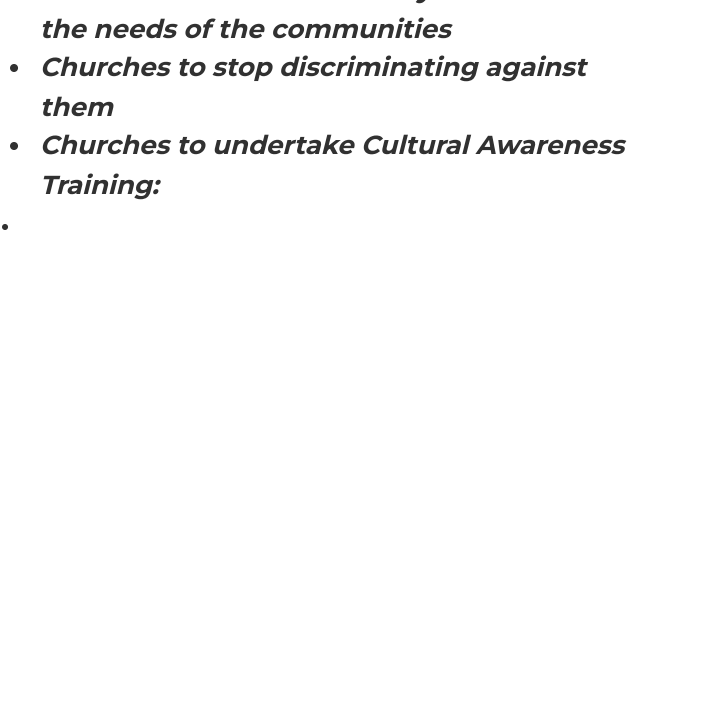 the needs of the communities
• Churches to stop discriminating against
them
• Churches to undertake Cultural Awareness
Training:
•